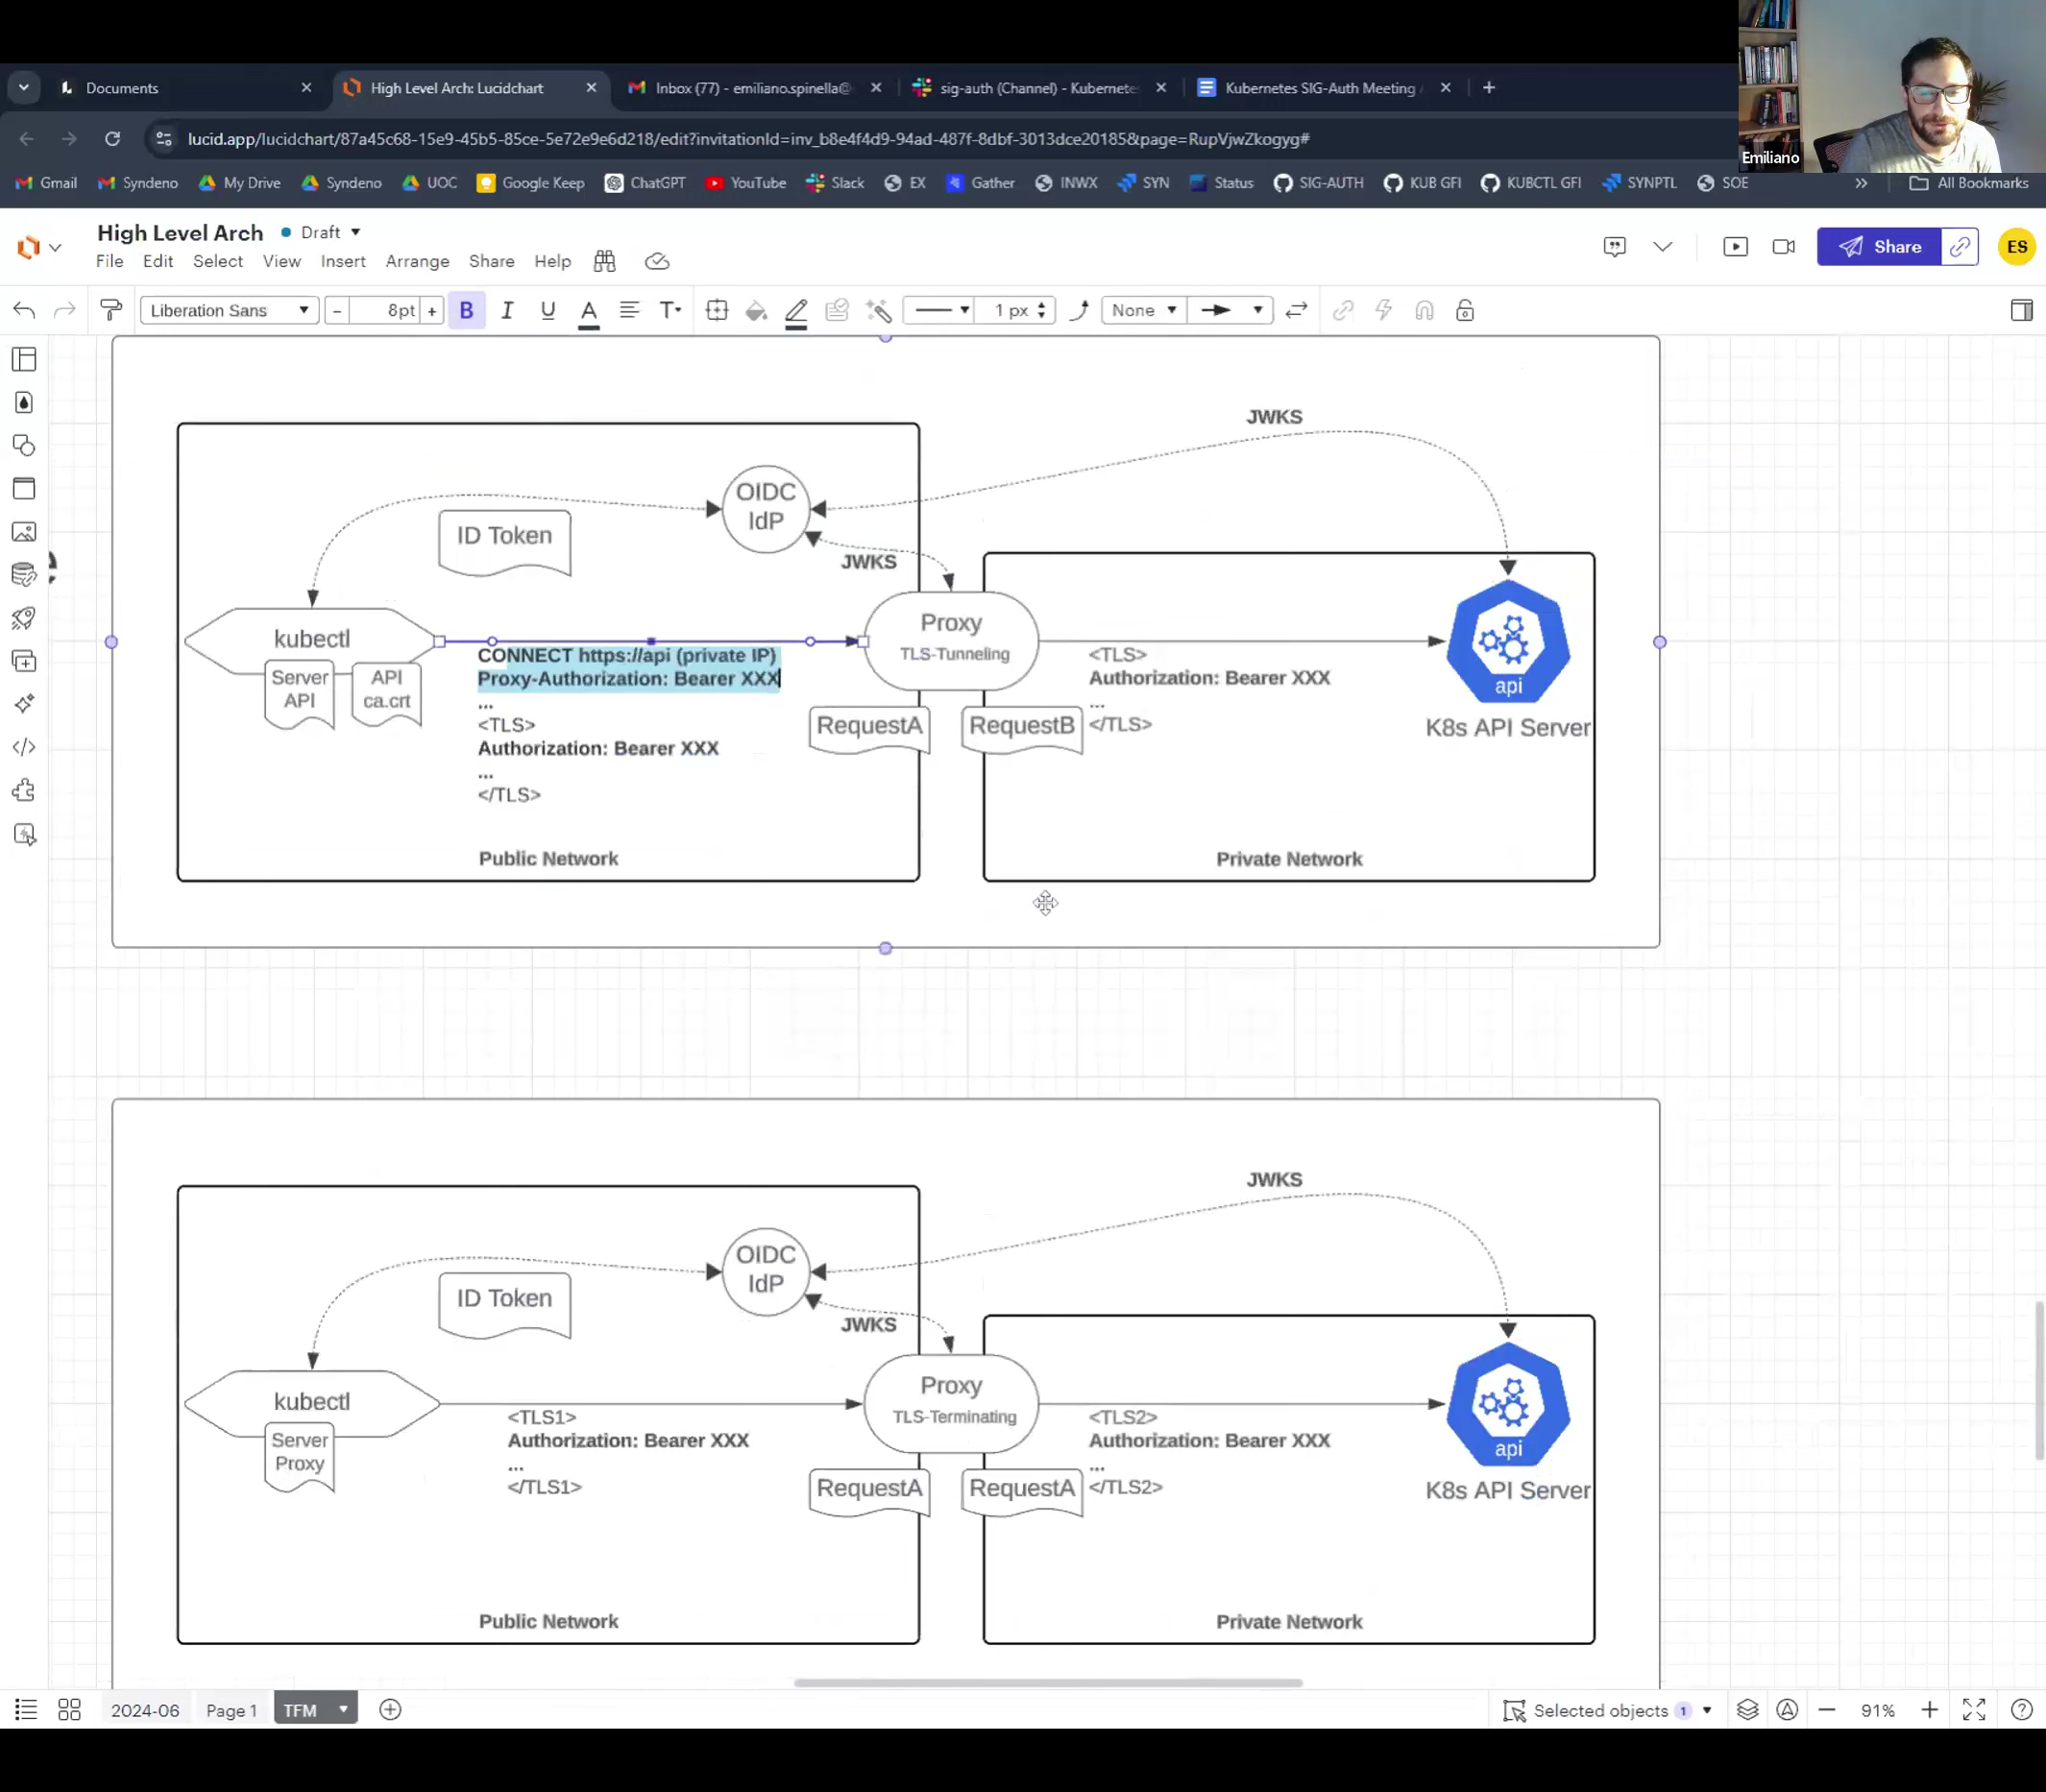 Emiliano
Documents
High Level Arch: Lucidchart
Inbox (77) - emiliano.spinella@
sig-auth (Channel) - Kubernete
Kubernetes SIG-Auth Meeting
lucid.app/lucidchart/87a45c68-15e9-45b5-85ce-5e72e9e6d218/edit?invitationId=inv_b8e4f4d9-94ad-487f-8dbf-3013dce20185&page=RupVjwZkogyg#
Gmail Syndeno My Drive Syndeno UOC Google Keep ChatGPT YouTube Slack EX Gather INWX SYN Status SIG-AUTH KUB GFI KUBCTL GFI SYNPTL SOE » All Bookmarks
High Level Arch Draft
File Edit Select View Insert Arrange Share Help
Share
ES
Liberation Sans - 8pt + B I U A T 1 px None
JWKS
OIDC
IdP
ID Token
JWKS
kubectl
Server
API
API
ca.crt
CONNECT https://api (private IP)
Proxy-Authorization: Bearer XXX
...
<TLS>
Authorization: Bearer XXX
...
</TLS>
Proxy
TLS-Tunneling
RequestA
RequestB
<TLS>
Authorization: Bearer XXX
...
</TLS>
api
K8s API Server
Public Network
Private Network
JWKS
OIDC
IdP
ID Token
JWKS
kubectl
Server
Proxy
<TLS1>
Authorization: Bearer XXX
...
</TLS1>
Proxy
TLS-Terminating
RequestA
RequestA
<TLS2>
Authorization: Bearer XXX
...
</TLS2>
api
K8s API Server
Public Network
Private Network
2024-06 Page 1 TFM
Selected objects 1
91%